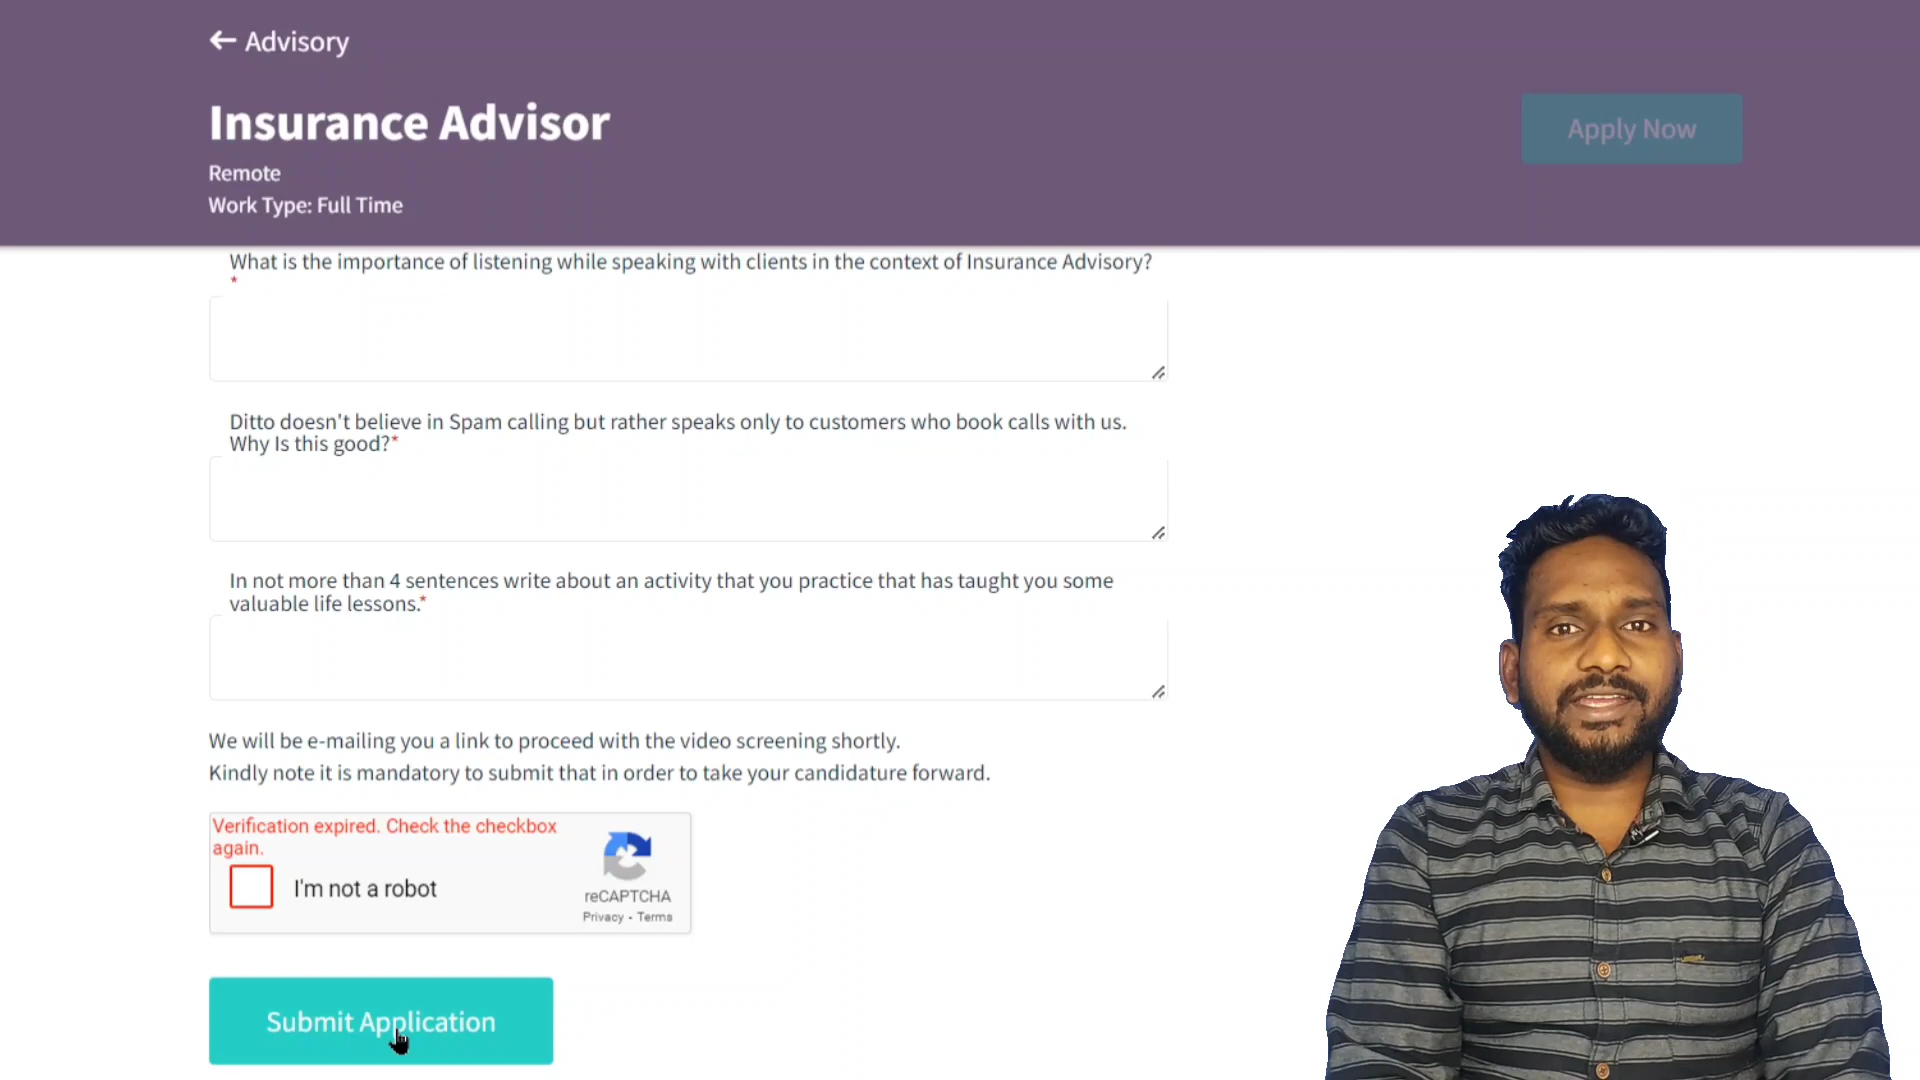 ← Advisory
Insurance Advisor
Apply Now
Remote
Work Type: Full Time
What is the importance of listening while speaking with clients in the context of Insurance Advisory?
*
Ditto doesn't believe in Spam calling but rather speaks only to customers who book calls with us.
Why Is this good?*
In not more than 4 sentences write about an activity that you practice that has taught you some
valuable life lessons.*
We will be e-mailing you a link to proceed with the video screening shortly.
Kindly note it is mandatory to submit that in order to take your candidature forward.
Verification expired. Check the checkbox
again.
I'm not a robot
reCAPTCHA
Privacy - Terms
Submit Application